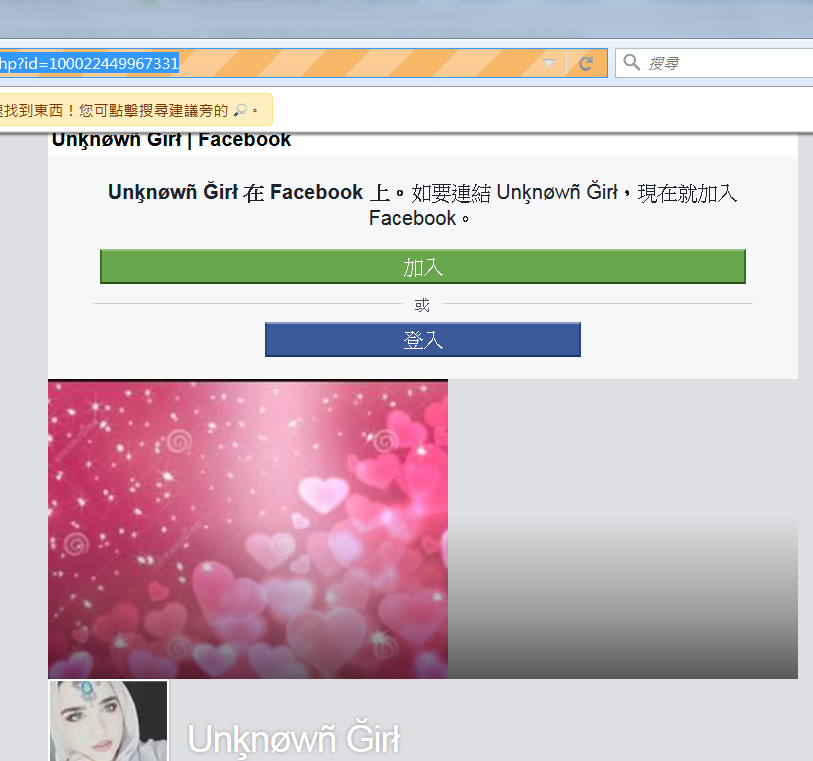 hp?id=100022449967331
搜尋
找到東西！您可點擊搜尋建議旁的 。
Unķnøwñ Ğirł | Facebook
Unķnøwñ Ğirł 在 Facebook 上。如要連結 Unķnøwñ Ğirł，現在就加入
Facebook。
加入
或
登入
Unķnøwñ Ğirł